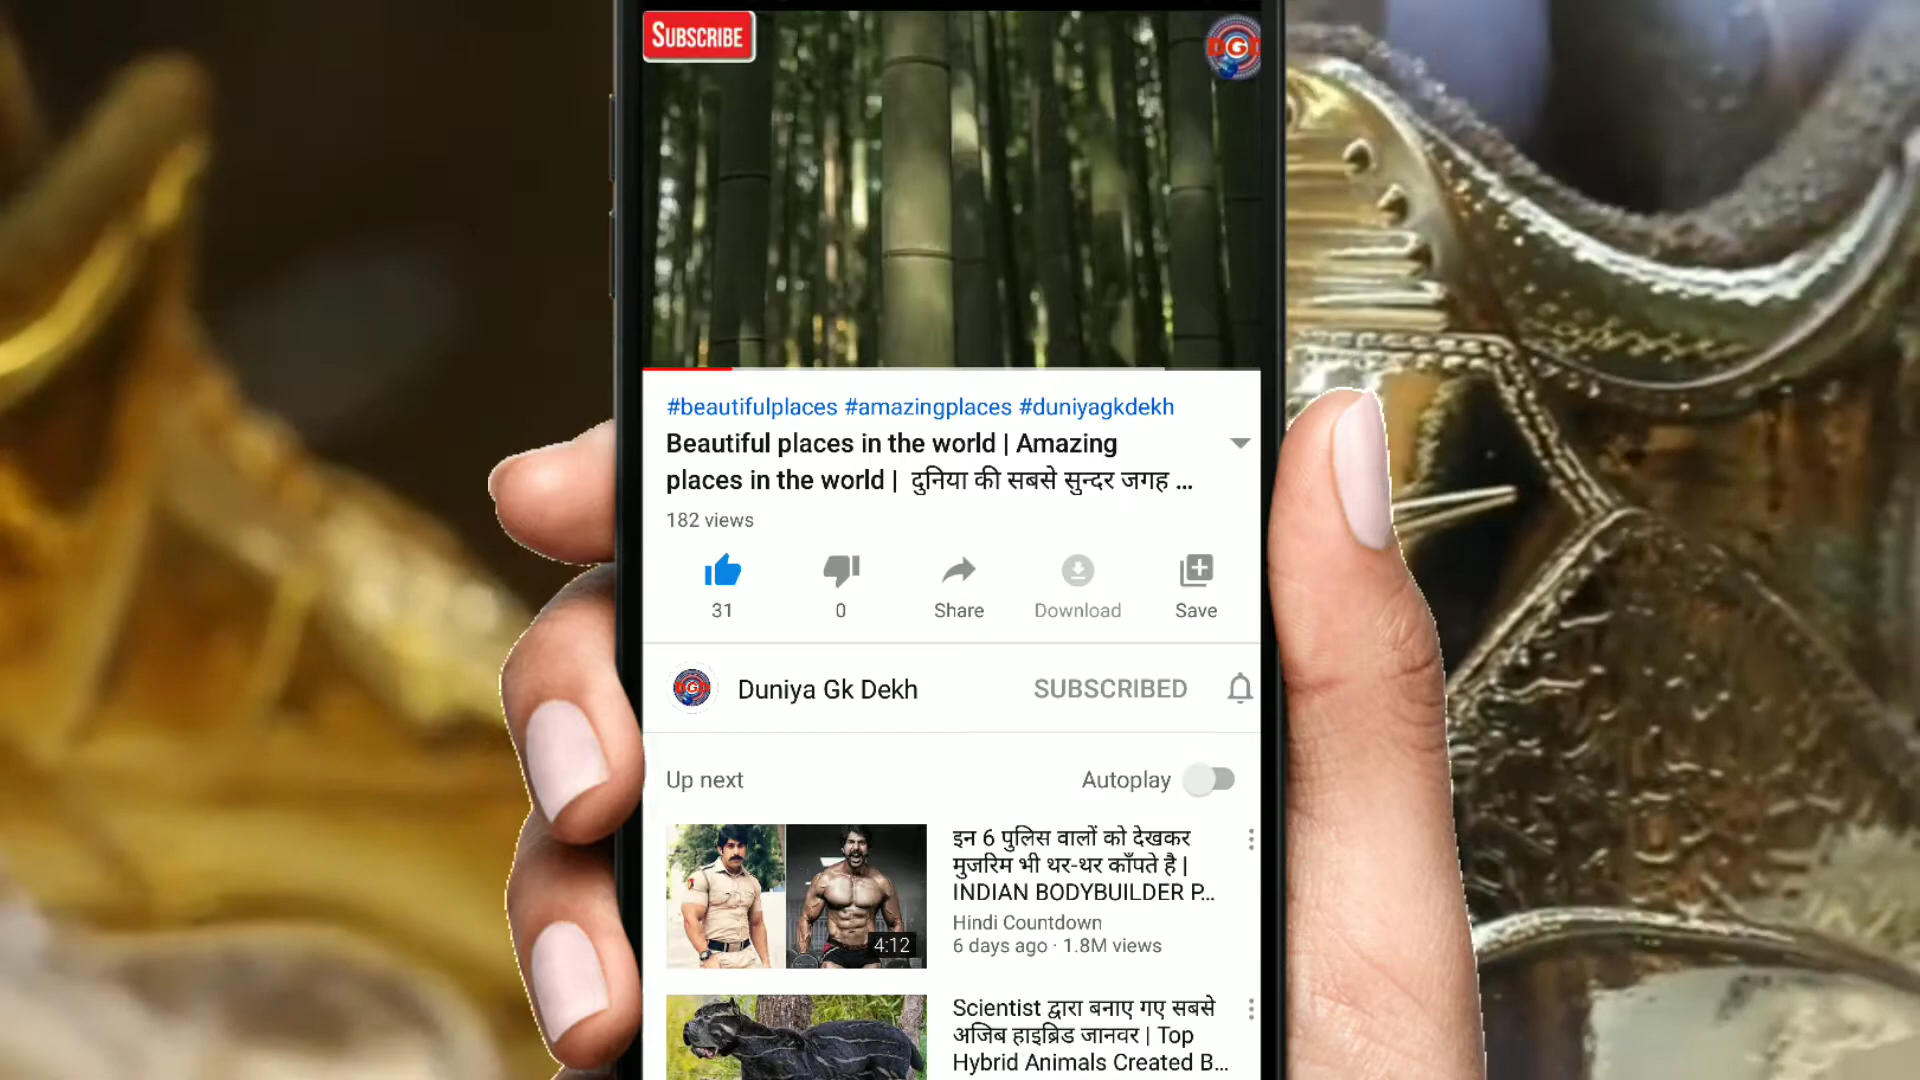 SUBSCRIBE
DGD
#beautifulplaces #amazingplaces #duniyagkdekh
Beautiful places in the world | Amazing
places in the world | दुनिया की सबसे सुन्दर जगह ...
182 views
31
0
Share
Download
Save
DGD
Duniya Gk Dekh
SUBSCRIBED
Up next
Autoplay
इन 6 पुलिस वालों को देखकर
मुजरिम भी थर-थर काँपते है |
INDIAN BODYBUILDER P...
Hindi Countdown
6 days ago · 1.8M views
4:12
Scientist द्वारा बनाए गए सबसे
अजिब हाइब्रिड जानवर | Top
Hybrid Animals Created B...